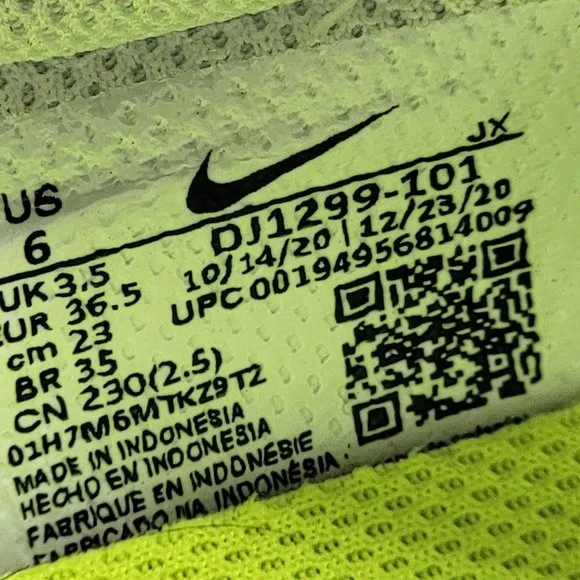 JX
US
6
DJ1299-101
10/14/20 | 12/23/20
UPC 00194956814009
UK 3.5
EUR 36.5
cm 23
BR 35
CN 230(2.5)
01H7M6MTKZ9T2
MADE IN INDONESIA
HECHO EN INDONESIA
FABRIQUE EN INDONESIE
FABRICADO NA INDONESIA